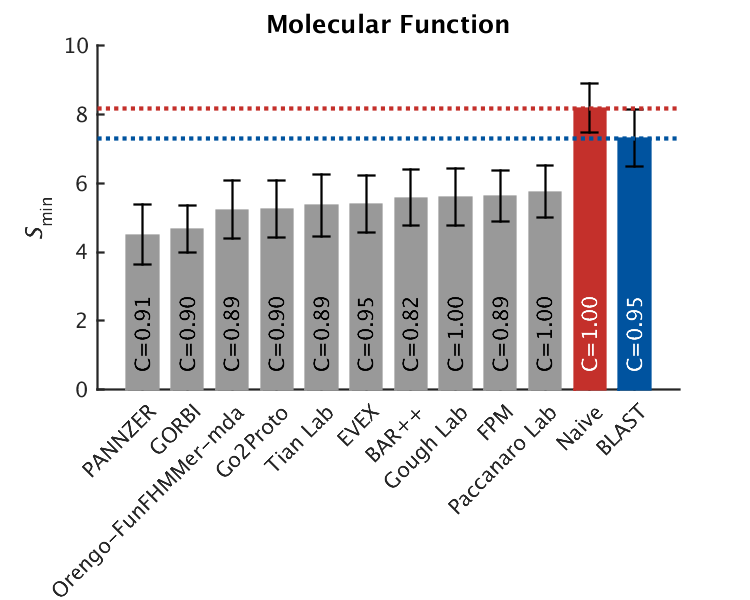 Molecular Function
10
8
6
4
2
0
Smin
C=0.91
C=0.90
C=0.89
C=0.90
C=0.89
C=0.95
C=0.82
C=1.00
C=0.89
C=1.00
C=1.00
C=0.95
PANNZER
GORBI
Orengo-FunFHMMer-mda
Go2Proto
Tian Lab
EVEX
BAR++
Gough Lab
FPM
Paccanaro Lab
Naive
BLAST